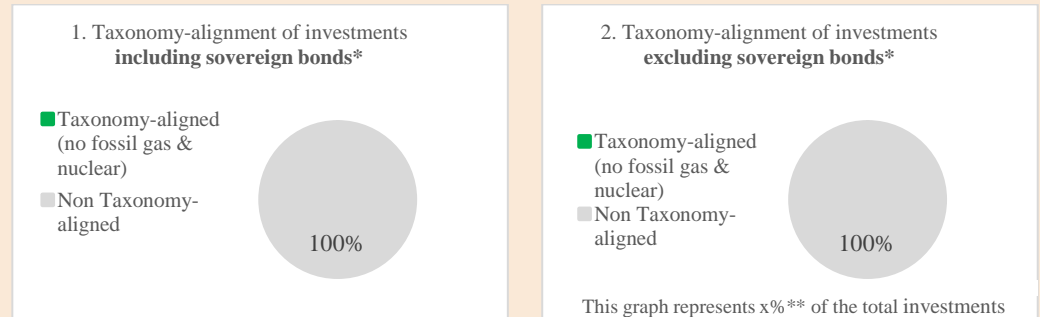 1. Taxonomy-alignment of investments
including sovereign bonds*
Taxonomy-aligned
(no fossil gas &
nuclear)
Non Taxonomy-
aligned
100%
2. Taxonomy-alignment of investments
excluding sovereign bonds*
Taxonomy-aligned
(no fossil gas &
nuclear)
Non Taxonomy-
aligned
100%
This graph represents x%** of the total investments